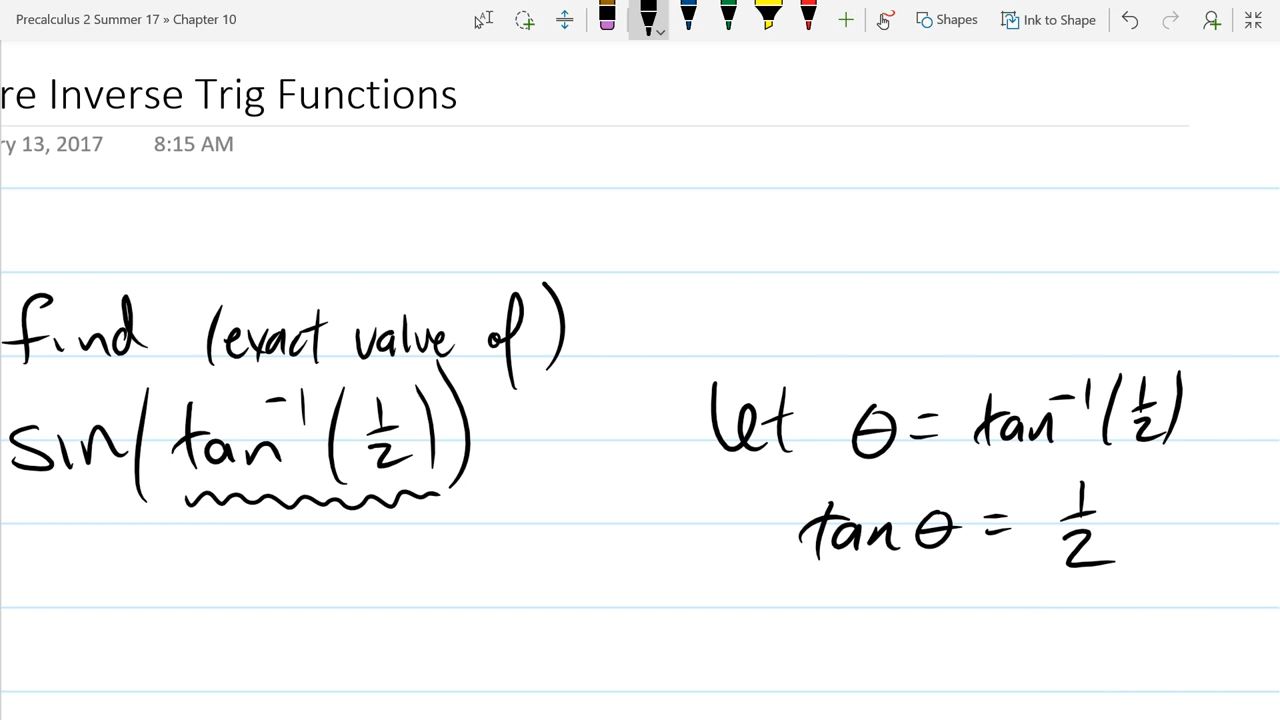 Precalculus 2 Summer 17 » Chapter 10
Shapes
Ink to Shape
re Inverse Trig Functions
ry 13, 2017 8:15 AM
find (exact value of)
sin(tan⁻¹(1/2))
let θ = tan⁻¹(1/2)
tan θ = 1/2